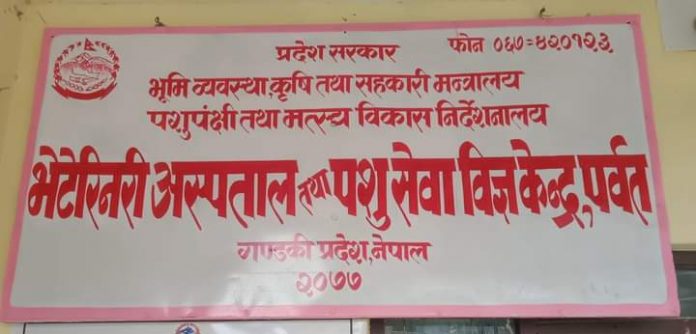 प्रदेश सरकार
फोन ०६७-४२०१२३
भूमि व्यवस्था,कृषि तथा सहकारी मन्त्रालय
पशुपंक्षी तथा मत्स्य विकास निर्देशनालय
भेटेरिनरी अस्पताल तथा पशु सेवा विज्ञ केन्द्र,पर्वत
गण्डकी प्रदेश,नेपाल
२०७७